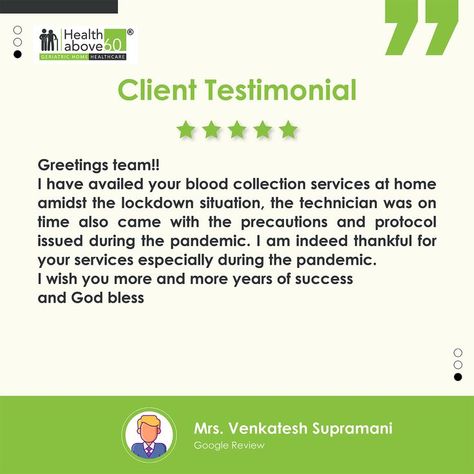 Health
above60®
GERIATRIC HOME HEALTHCARE
Client Testimonial
Greetings team!!
I have availed your blood collection services at home
amidst the lockdown situation, the technician was on
time also came with the precautions and protocol
issued during the pandemic. I am indeed thankful for
your services especially during the pandemic.
I wish you more and more years of success
and God bless
Mrs. Venkatesh Supramani
Google Review